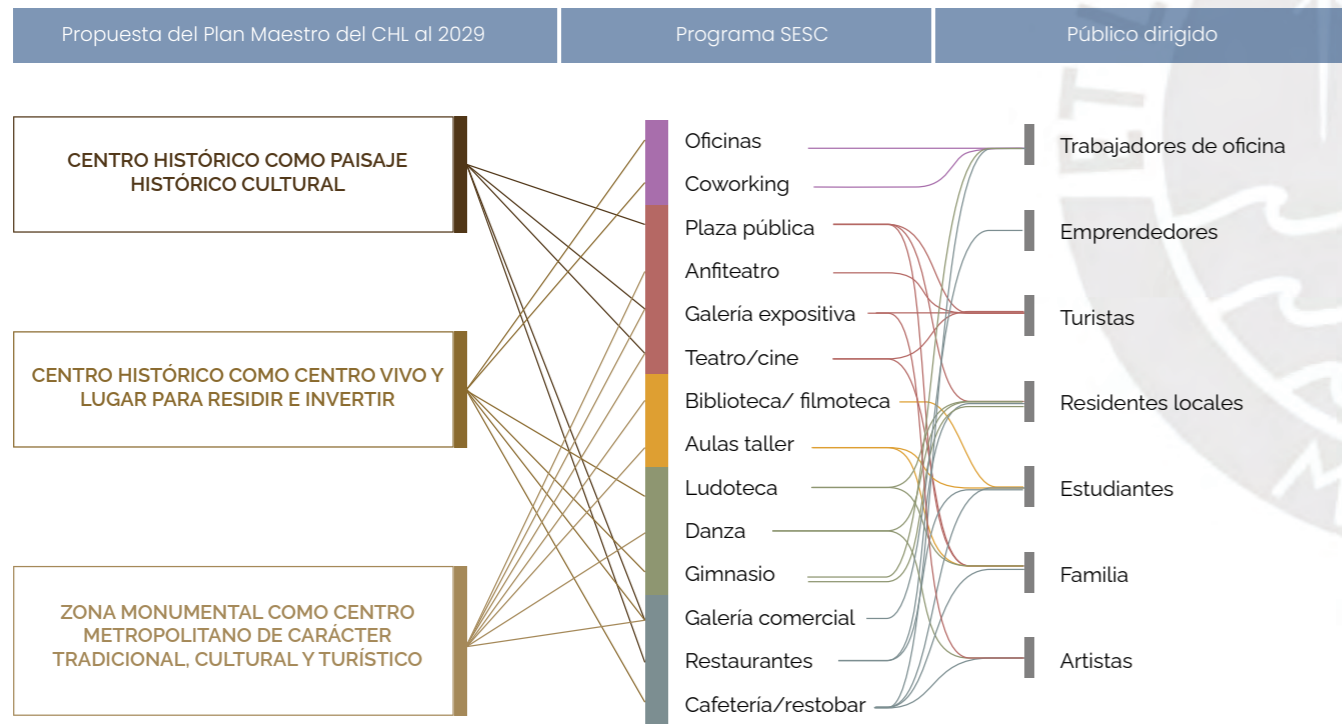 Propuesta del Plan Maestro del CHL al 2029
Programa SESC
Público dirigido
CENTRO HISTÓRICO COMO PAISAJE
HISTÓRICO CULTURAL
CENTRO HISTÓRICO COMO CENTRO VIVO Y
LUGAR PARA RESIDIR E INVERTIR
ZONA MONUMENTAL COMO CENTRO
METROPOLITANO DE CARÁCTER
TRADICIONAL, CULTURAL Y TURÍSTICO
Oficinas
Coworking
Plaza pública
Anfiteatro
Galería expositiva
Teatro/cine
Biblioteca/ filmoteca
Aulas taller
Ludoteca
Danza
Gimnasio
Galería comercial
Restaurantes
Cafetería/restobar
Trabajadores de oficina
Emprendedores
Turistas
Residentes locales
Estudiantes
Familia
Artistas
ET
M